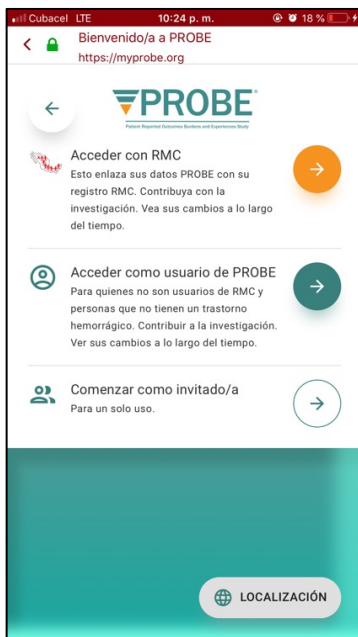 Cubacel LTE 10:24 p. m. 18 %
Bienvenido/a a PROBE
https://myprobe.org
PROBE
Patient Reported Outcomes Burdens and Experiences Study
Acceder con RMC
Esto enlaza sus datos PROBE con su
registro RMC. Contribuya con la
investigación. Vea sus cambios a lo largo
del tiempo.
Acceder como usuario de PROBE
Para quienes no son usuarios de RMC y
personas que no tienen un trastorno
hemorrágico. Contribuir a la investigación.
Ver sus cambios a lo largo del tiempo.
Comenzar como invitado/a
Para un solo uso.
LOCALIZACIÓN